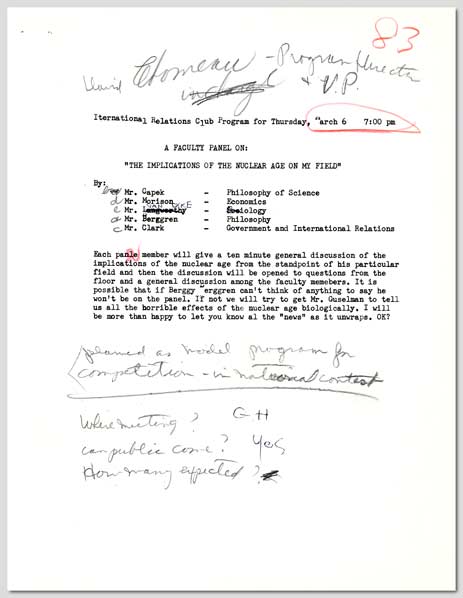 83
David Chomeau - Program Director
in charge + V.P.
Iternational Relations Club Program for Thursday, "arch 6 7:00 pm
A FACULTY PANEL ON:
"THE IMPLICATIONS OF THE NUCLEAR AGE ON MY FIELD"
By:
b Mr. Capek - Philosophy of Science
d Mr. Morison - Economics
e Mr. VAN DYKE - Sociology
a Mr. Berggren - Philosophy
c Mr. Clark - Government and International Relations
Each panle member will give a ten minute general discussion of the
implications of the nuclear age from the standpoint of his particular
field and then the discussion will be opened to questions from the
floor and a general discussion among the faculty memebers. It is
possible that if Berggy "erggren can't think of anything to say he
won't be on the panel. If not we will try to get Mr. Guselman to tell
us all the horrible effects of the nuclear age biologically. I will
be more than happy to let you know al the "news" as it unwraps. OK?
planned as model program for
competition - in national contest
Where meeting? GH
can public come? Yes
How many expected?